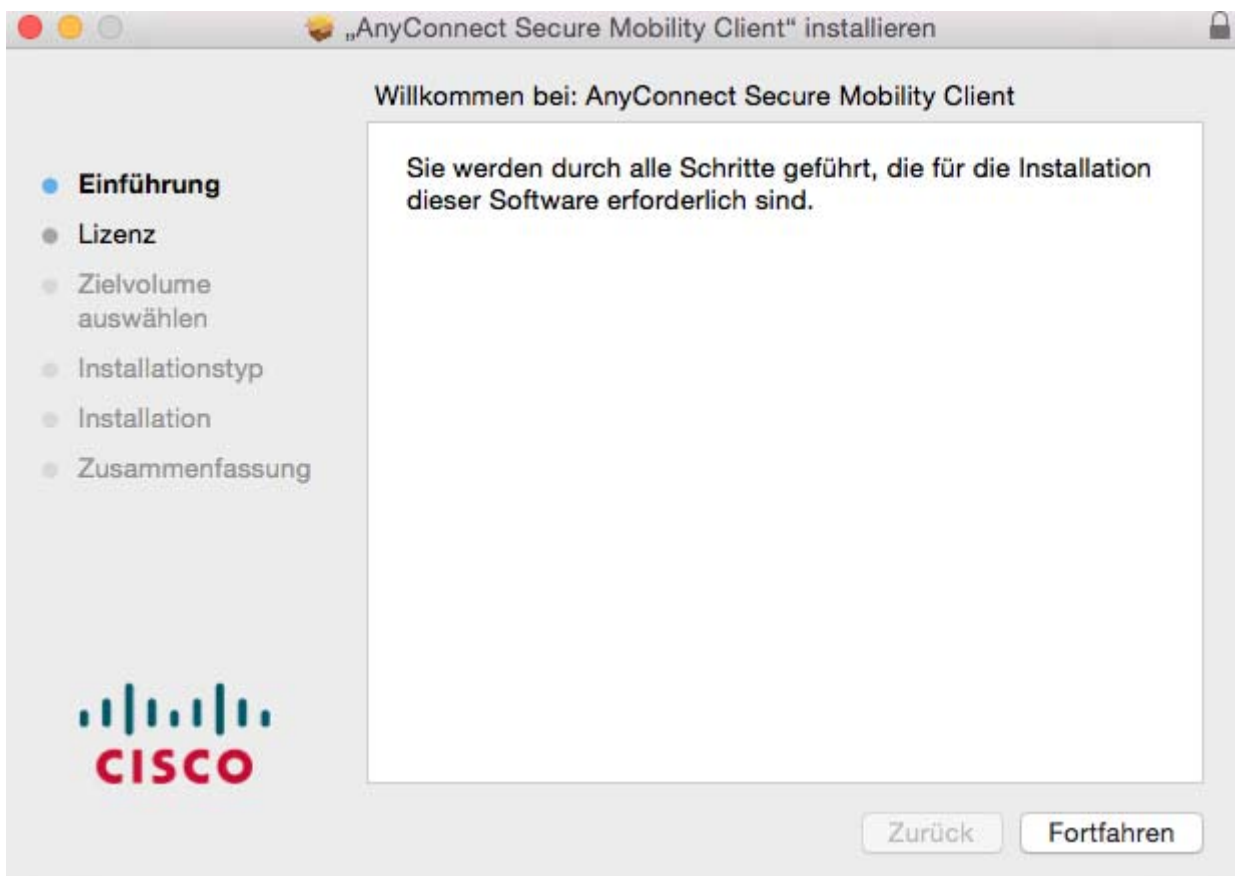 „AnyConnect Secure Mobility Client“ installieren
Willkommen bei: AnyConnect Secure Mobility Client
Einführung
Lizenz
Zielvolume
auswählen
Installationstyp
Installation
Zusammenfassung
Sie werden durch alle Schritte geführt, die für die Installation
dieser Software erforderlich sind.
CISCO
Zurück
Fortfahren